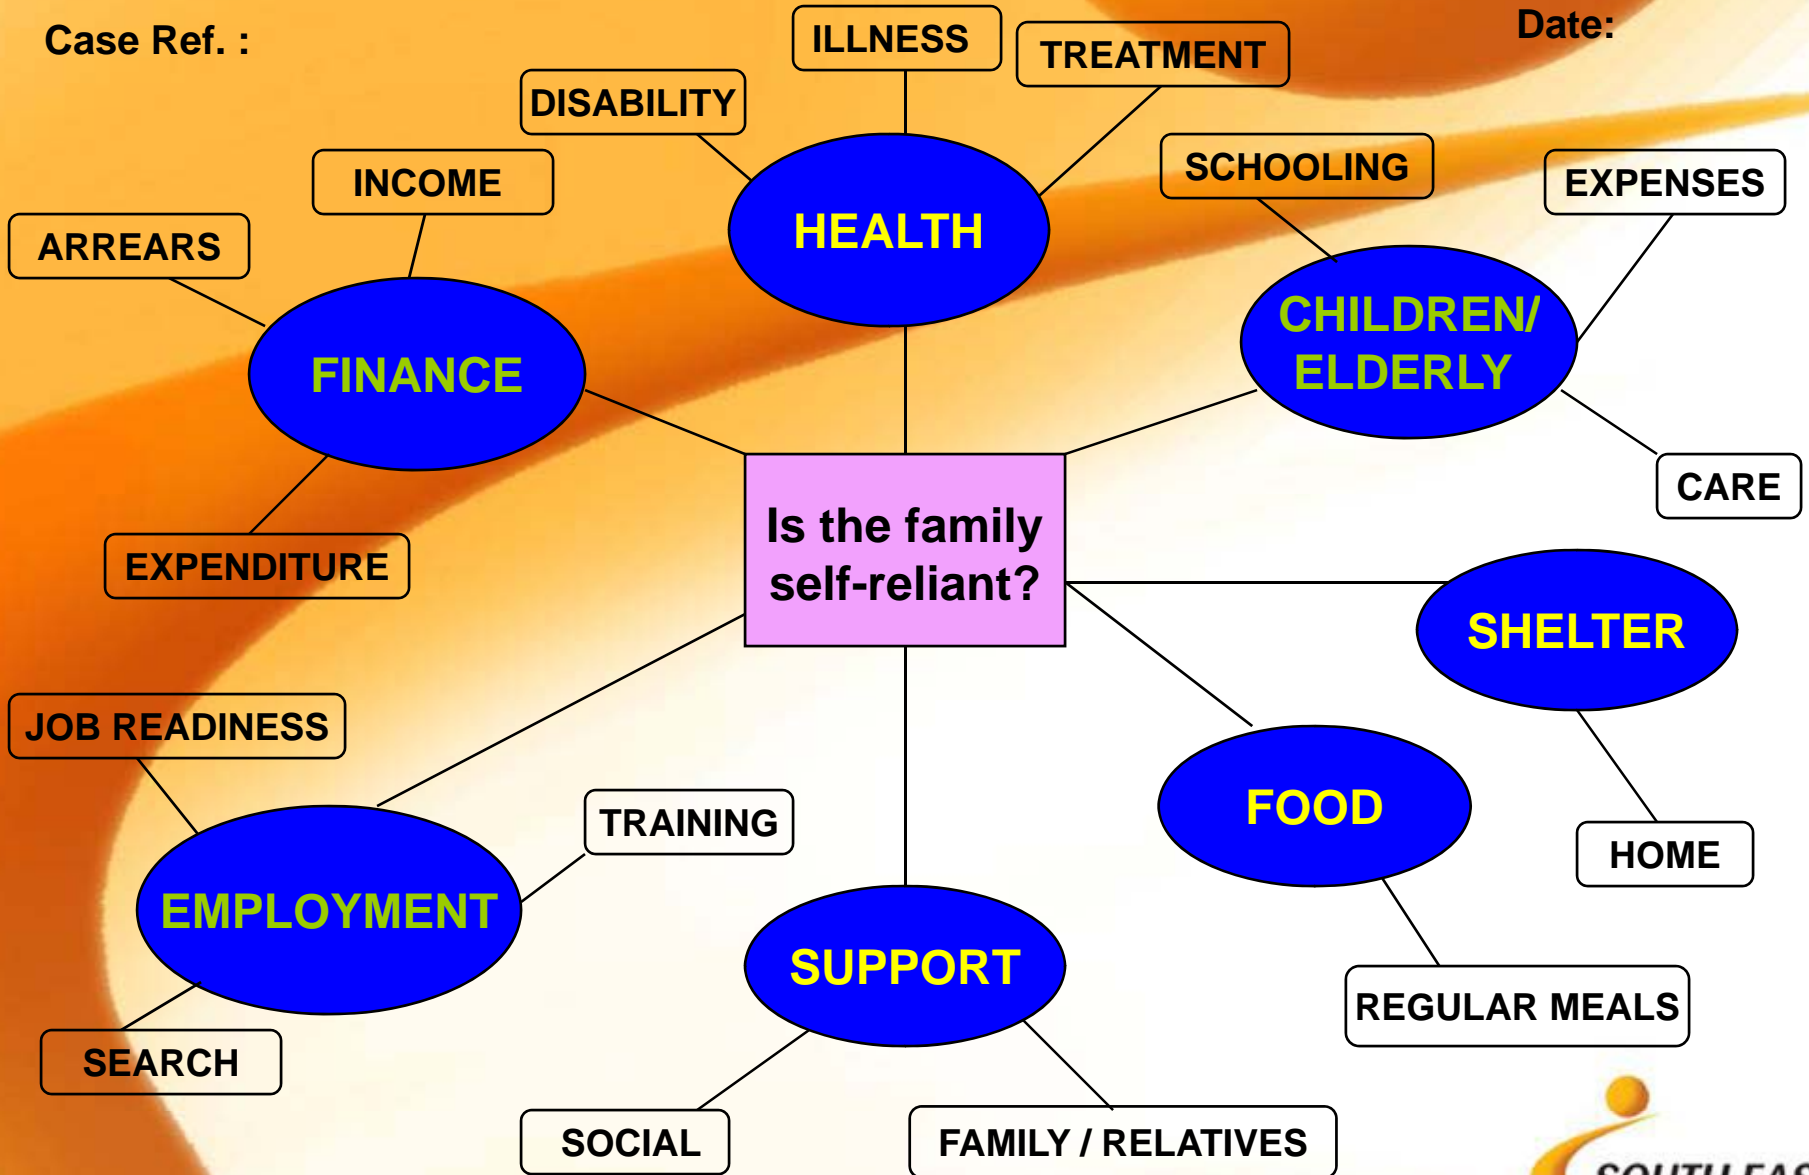 Case Ref. :
Date:
ILLNESS
TREATMENT
DISABILITY
SCHOOLING
EXPENSES
INCOME
ARREARS
HEALTH
CHILDREN/
ELDERLY
FINANCE
CARE
Is the family
self-reliant?
EXPENDITURE
SHELTER
JOB READINESS
TRAINING
FOOD
HOME
EMPLOYMENT
SUPPORT
REGULAR MEALS
SEARCH
SOCIAL
FAMILY / RELATIVES